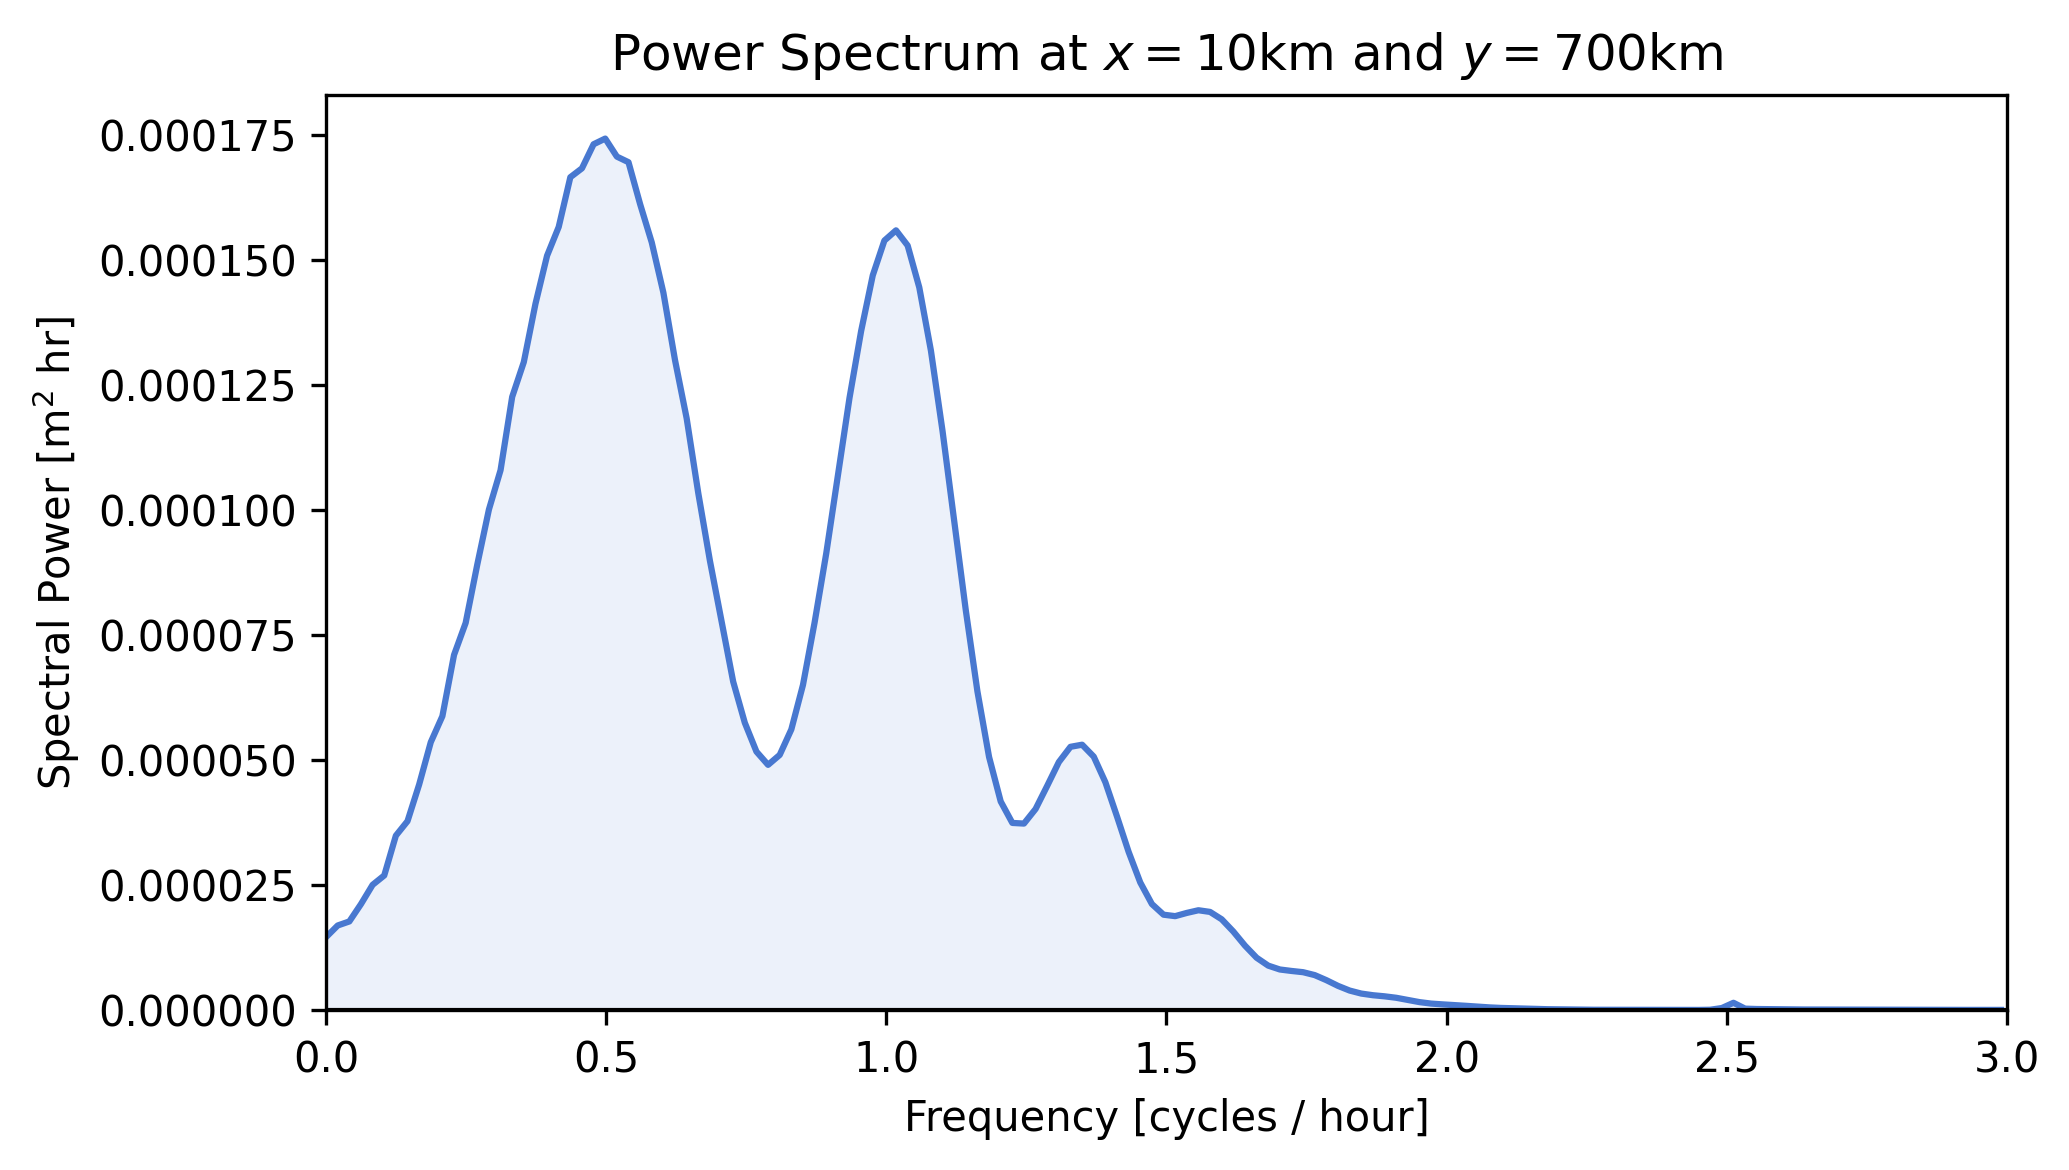 Power Spectrum at x = 10km and y = 700km
Spectral Power [m² hr]
0.000175
0.000150
0.000125
0.000100
0.000075
0.000050
0.000025
0.000000
0.0 0.5 1.0 1.5 2.0 2.5 3.0
Frequency [cycles / hour]